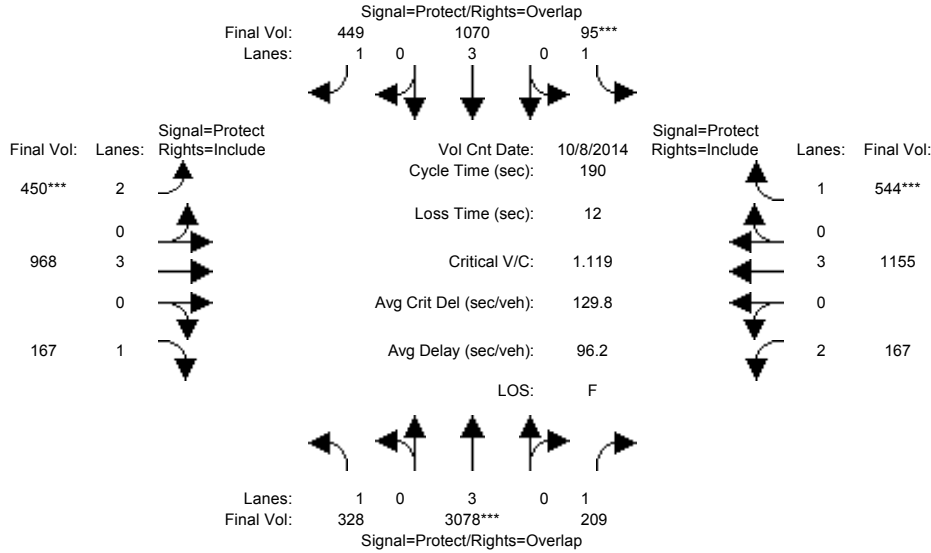 Signal=Protect/Rights=Overlap
Final Vol: 449 1070 95***
Lanes: 1 0 3 0 1
Signal=Protect Signal=Protect
Final Vol: Lanes: Rights=Include Vol Cnt Date: 10/8/2014 Rights=Include Lanes: Final Vol:
Cycle Time (sec): 190
450*** 2 1 544***
Loss Time (sec): 12
0 0
968 3 Critical V/C: 1.119 3 1155
0 Avg Crit Del (sec/veh): 129.8 0
167 1 Avg Delay (sec/veh): 96.2 2 167
LOS: F
Lanes: 1 0 3 0 1
Final Vol: 328 3078*** 209
Signal=Protect/Rights=Overlap